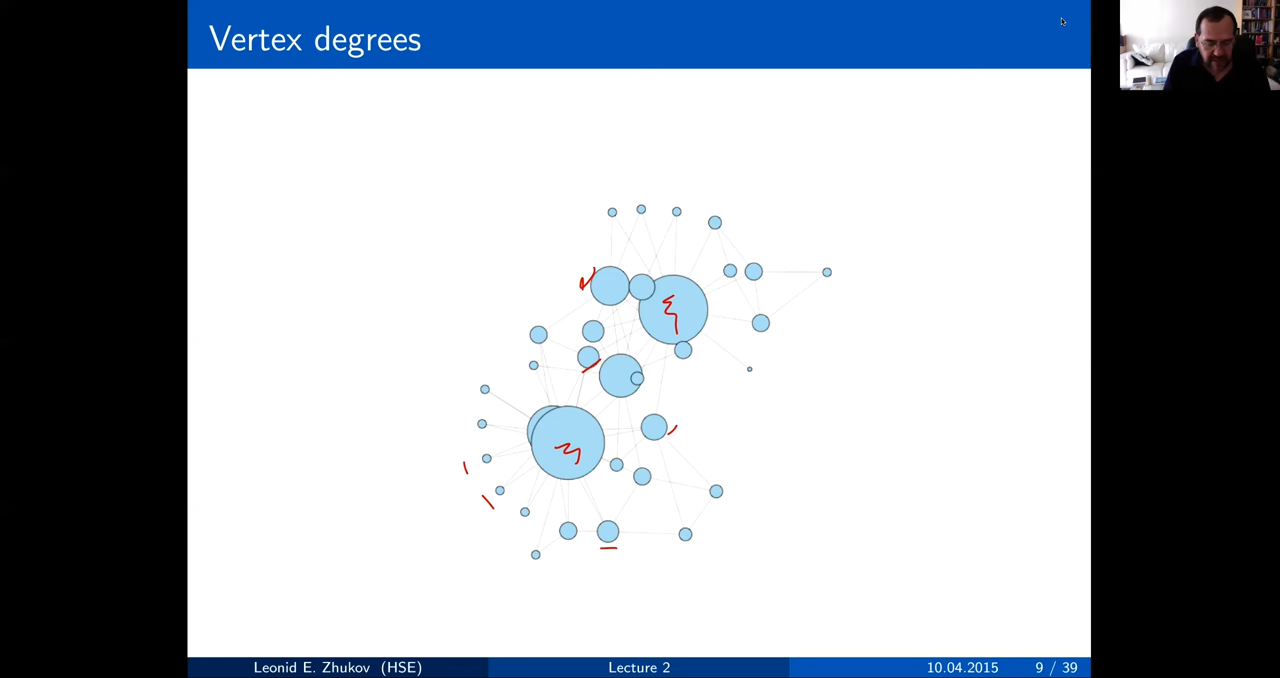 Vertex degrees
Leonid E. Zhukov (HSE)
Lecture 2
10.04.2015
9 / 39